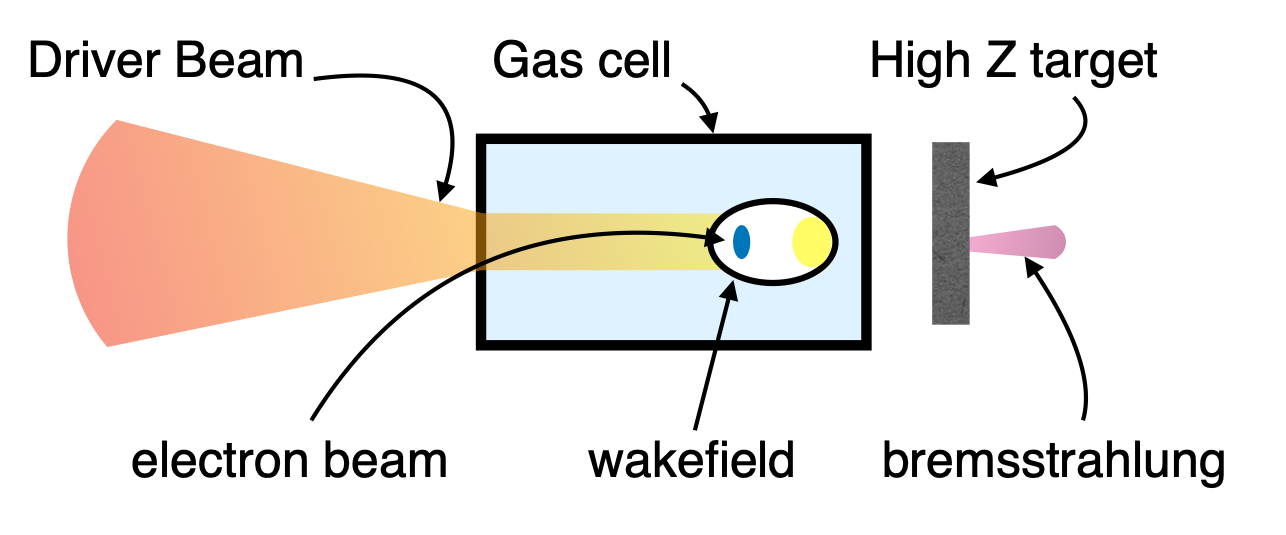 Driver Beam
Gas cell
High Z target
electron beam
wakefield
bremsstrahlung